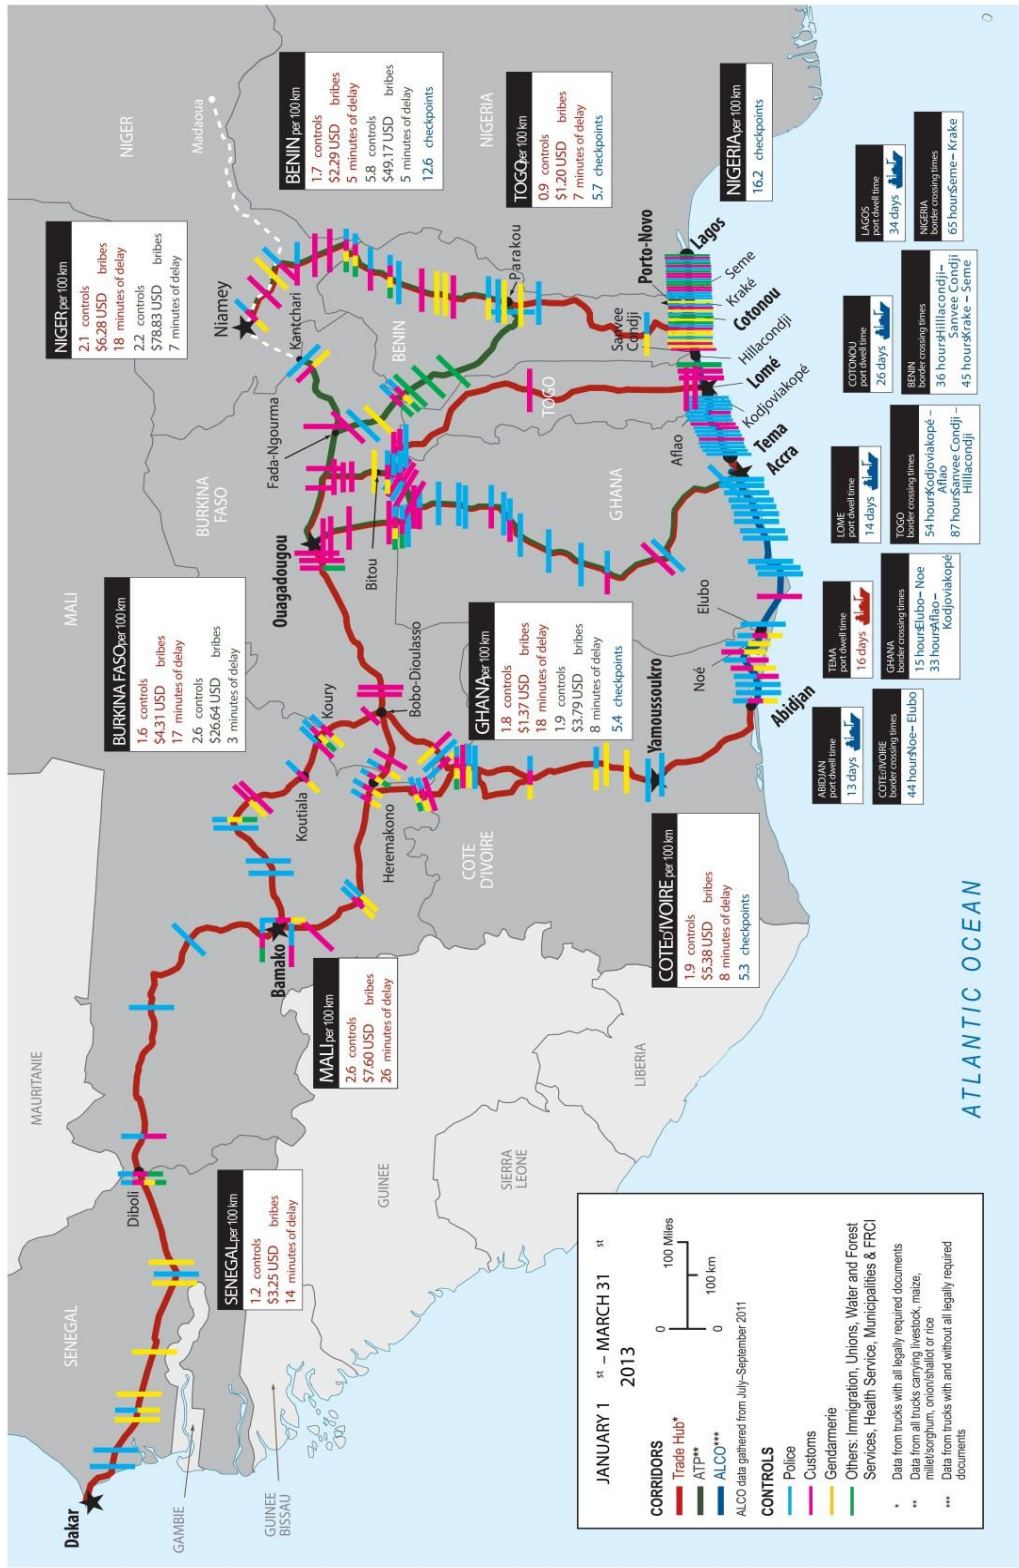 Dakar
SENEGAL
GAMBIE
GUINEE
BISSAU
MAURITANIE
Diboli
SENEGAL per 100 km
1.2 controls
$3.25 USD bribes
14 minutes of delay
GUINEE
SIERRA
LEONE
LIBERIA
MALI per 100 km
2.6 controls
$7.60 USD bribes
26 minutes of delay
Bamako
MALI
BURKINA FASO per 100 km
1.6 controls
$4.31 USD bribes
17 minutes of delay
2.6 controls
$26.64 USD bribes
3 minutes of delay
Koutiala
Koury
Heremakono
Bobo-Dioulasso
COTE
D'IVOIRE
COTE D'IVOIRE per 100 km
1.9 controls
$5.38 USD bribes
8 minutes of delay
5.3 checkpoints
Yamoussoukro
GHANA per 100 km
1.8 controls
$1.37 USD bribes
18 minutes of delay
1.9 controls
$3.79 USD bribes
8 minutes of delay
5.4 checkpoints
BURKINA
FASO
Ouagadougou
Bitou
Fada-Ngourma
Kantchari
Niamey
NIGER per 100 km
2.1 controls
$6.28 USD bribes
18 minutes of delay
2.2 controls
$78.83 USD bribes
7 minutes of delay
NIGER
Madaoua
BENIN per 100 km
1.7 controls
$2.29 USD bribes
5 minutes of delay
5.8 controls
$49.17 USD bribes
5 minutes of delay
12.6 checkpoints
BENIN
NIGERIA
Parakou
TOGO per 100 km
0.9 controls
$1.20 USD bribes
7 minutes of delay
5.7 checkpoints
TOGO
GHANA
NIGERIA per 100 km
16.2 checkpoints
Abidjan
Noé
Elubo
Accra
Tema
Aflao
Kodjoviakopé
Lomé
Hillacondji
Sanvee
Condji
Cotonou
Kraké
Seme
Porto-Novo
Lagos
ABIDJAN
port dwell time
13 days
COTE d'IVOIRE
border crossing times
44 hours Noe– Elubo
TEMA
port dwell time
16 days
GHANA
border crossing times
15 hours Elubo– Noe
33 hours Aflao–
Kodjoviakopé
LOME
port dwell time
14 days
TOGO
border crossing times
54 hours Kodjoviakopé –
Aflao
87 hours Sanvee Condji –
Hilllacondji
COTONOU
port dwell time
26 days
BENIN
border crossing times
36 hours Hilllacondji–
Sanvee Condji
45 hours Krake – Seme
LAGOS
port dwell time
34 days
NIGERIA
border crossing times
65 hours Seme– Krake
ATLANTIC OCEAN
JANUARY 1 st – MARCH 31 st
2013
0 100 Miles
0 100 km
CORRIDORS
Trade Hub*
ATP**
ALCO***
ALCO data gathered from July–September 2011
CONTROLS
Police
Customs
Gendarmerie
Others: Immigration, Unions, Water and Forest
Services, Health Service, Municipalities & FRCI
* Data from trucks with all legally required documents
** Data from all trucks carrying livestock, maize,
millet/sorghum, onion/shallot or rice
*** Data from trucks with and without all legally required
documents